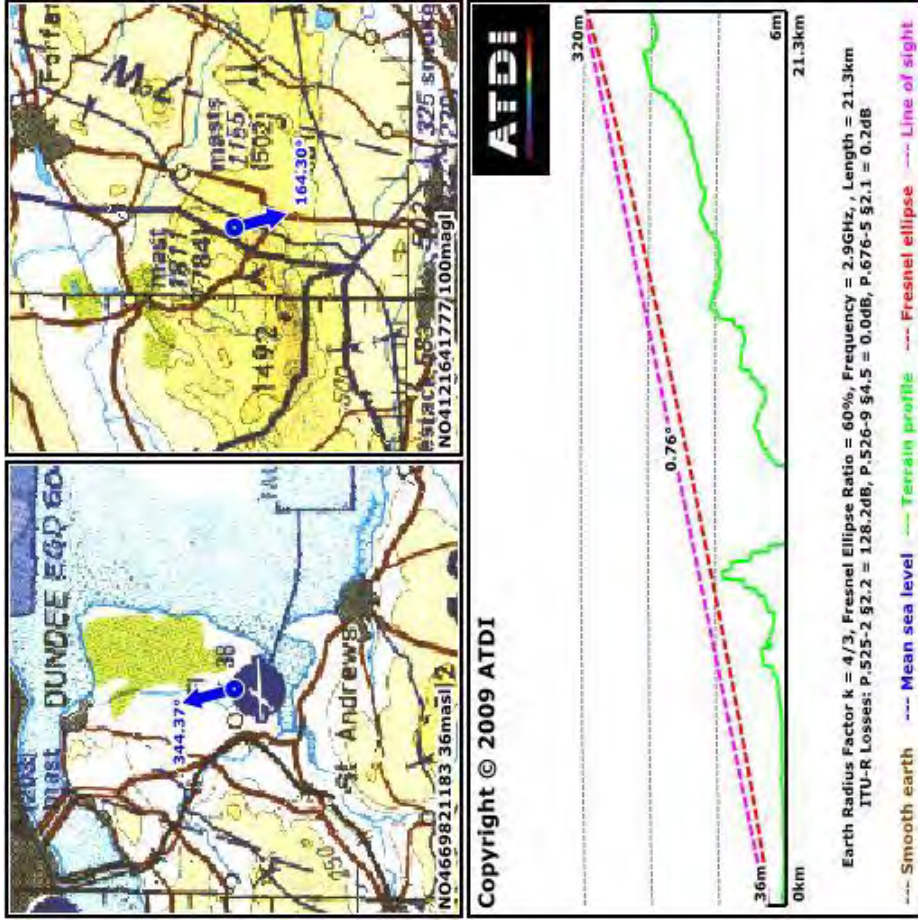 DUNDEE EGD 60
mast
36
344.37°
St Andrews
NO4669821183 36masl
Forfar
mast
1877
masts
1155
(502)
1492
164.30°
325 smoke
NO4121641777/100magl
Copyright © 2009 ATDI
ATDI
320m
0.76°
36m
6m
0km
21.3km
Earth Radius Factor k = 4/3, Fresnel Ellipse Ratio = 60%, Frequency = 2.9GHz, , Length = 21.3km
ITU-R Losses: P.525-2 §2.2 = 128.2dB, P.526-9 §4.5 = 0.0dB, P.676-5 §2.1 = 0.2dB
--- Smooth earth --- Mean sea level --- Terrain profile --- Fresnel ellipse --- Line of sight